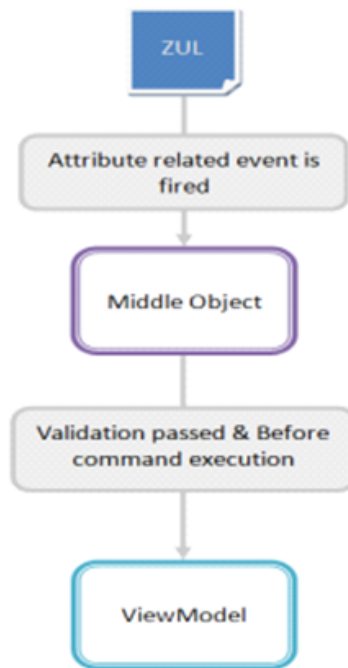 ZUL
Attribute related event is
fired
Middle Object
Validation passed & Before
command execution
ViewModel